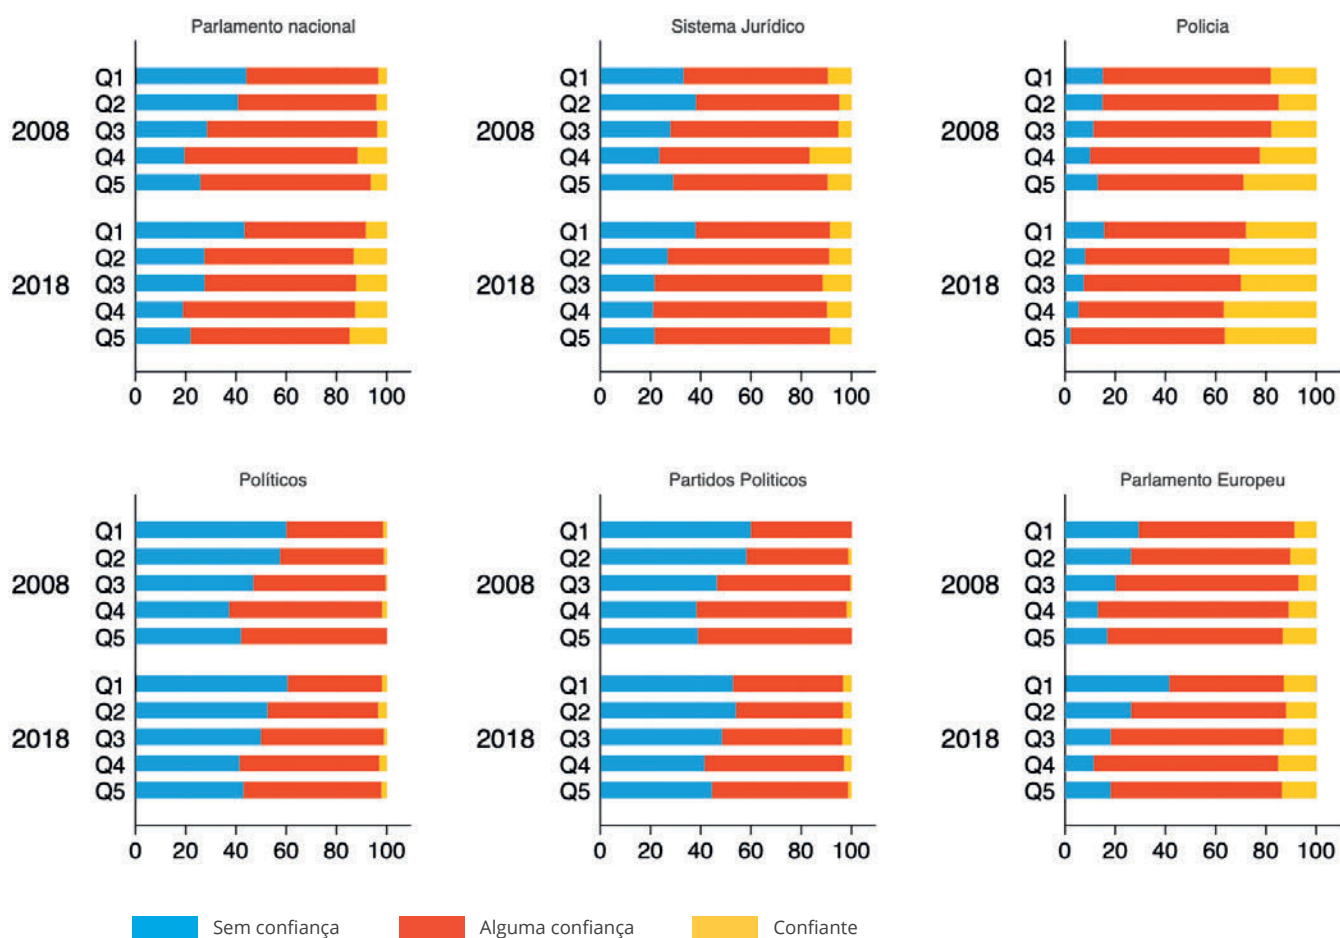 Parlamento nacional
2008
Q1
Q2
Q3
Q4
Q5
2018
Q1
Q2
Q3
Q4
Q5
0 20 40 60 80 100
Sistema Jurídico
2008
Q1
Q2
Q3
Q4
Q5
2018
Q1
Q2
Q3
Q4
Q5
0 20 40 60 80 100
Policia
2008
Q1
Q2
Q3
Q4
Q5
2018
Q1
Q2
Q3
Q4
Q5
0 20 40 60 80 100
Políticos
2008
Q1
Q2
Q3
Q4
Q5
2018
Q1
Q2
Q3
Q4
Q5
0 20 40 60 80 100
Partidos Politicos
2008
Q1
Q2
Q3
Q4
Q5
2018
Q1
Q2
Q3
Q4
Q5
0 20 40 60 80 100
Parlamento Europeu
2008
Q1
Q2
Q3
Q4
Q5
2018
Q1
Q2
Q3
Q4
Q5
0 20 40 60 80 100
Sem confiança Alguma confiança Confiante